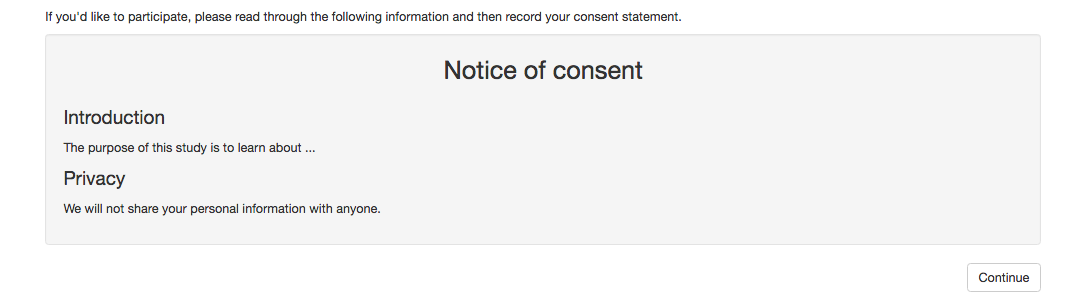 If you'd like to participate, please read through the following information and then record your consent statement.
Notice of consent
Introduction
The purpose of this study is to learn about ...
Privacy
We will not share your personal information with anyone.
Continue